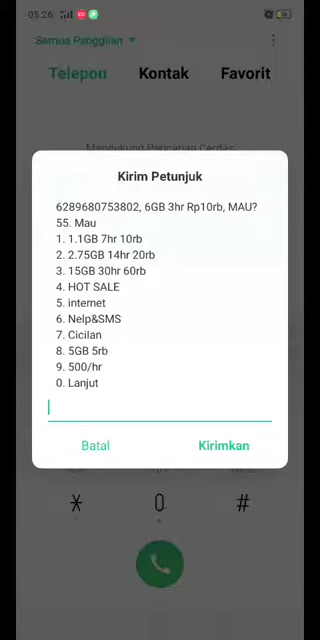 05.26
Semua Panggilan
Telepon Kontak Favorit
Mendukung Pencarian Cerdas
Kirim Petunjuk
6289680753802, 6GB 3hr Rp10rb, MAU?
55. Mau
1. 1.1GB 7hr 10rb
2. 2.75GB 14hr 20rb
3. 15GB 30hr 60rb
4. HOT SALE
5. internet
6. Nelp&SMS
7. Cicilan
8. 5GB 5rb
9. 500/hr
0. Lanjut
Batal Kirimkan
* 0 #